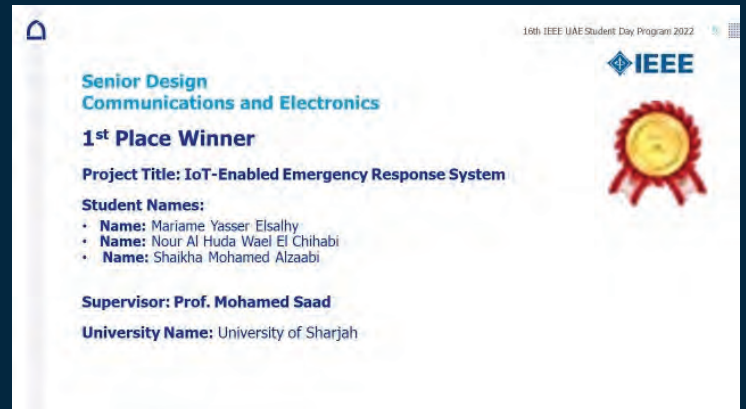 16th IEEE UAE Student Day Program 2022
IEEE
Senior Design
Communications and Electronics
1st Place Winner
Project Title: IoT-Enabled Emergency Response System
Student Names:
• Name: Mariame Yasser Elsalhy
• Name: Nour Al Huda Wael El Chihabi
• Name: Shaikha Mohamed Alzaabi
Supervisor: Prof. Mohamed Saad
University Name: University of Sharjah